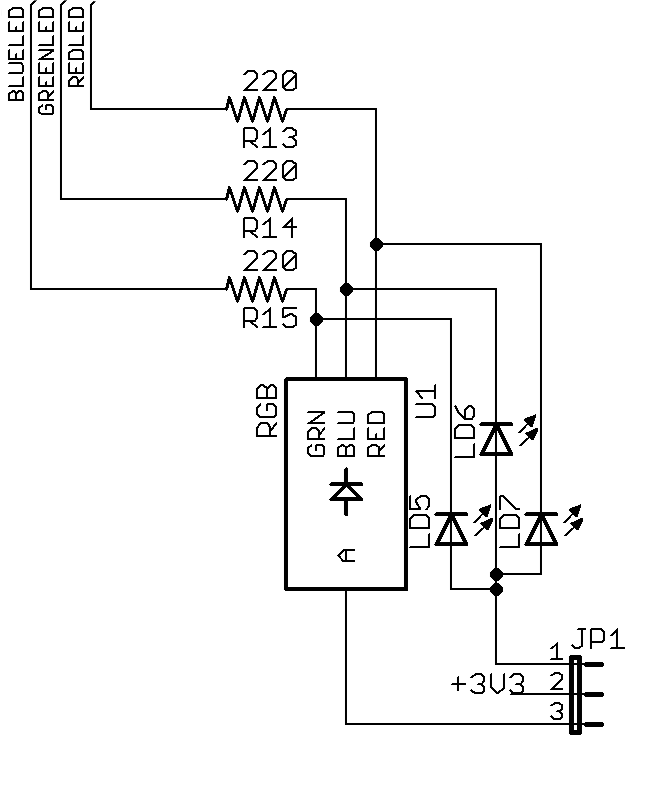 BLUELED
GREENLED
REDLED
220
R13
220
R14
220
R15
RGB
U1
GRN
BLU
RED
A
LD6
LD5
LD7
JP1
1
+3V3
2
3